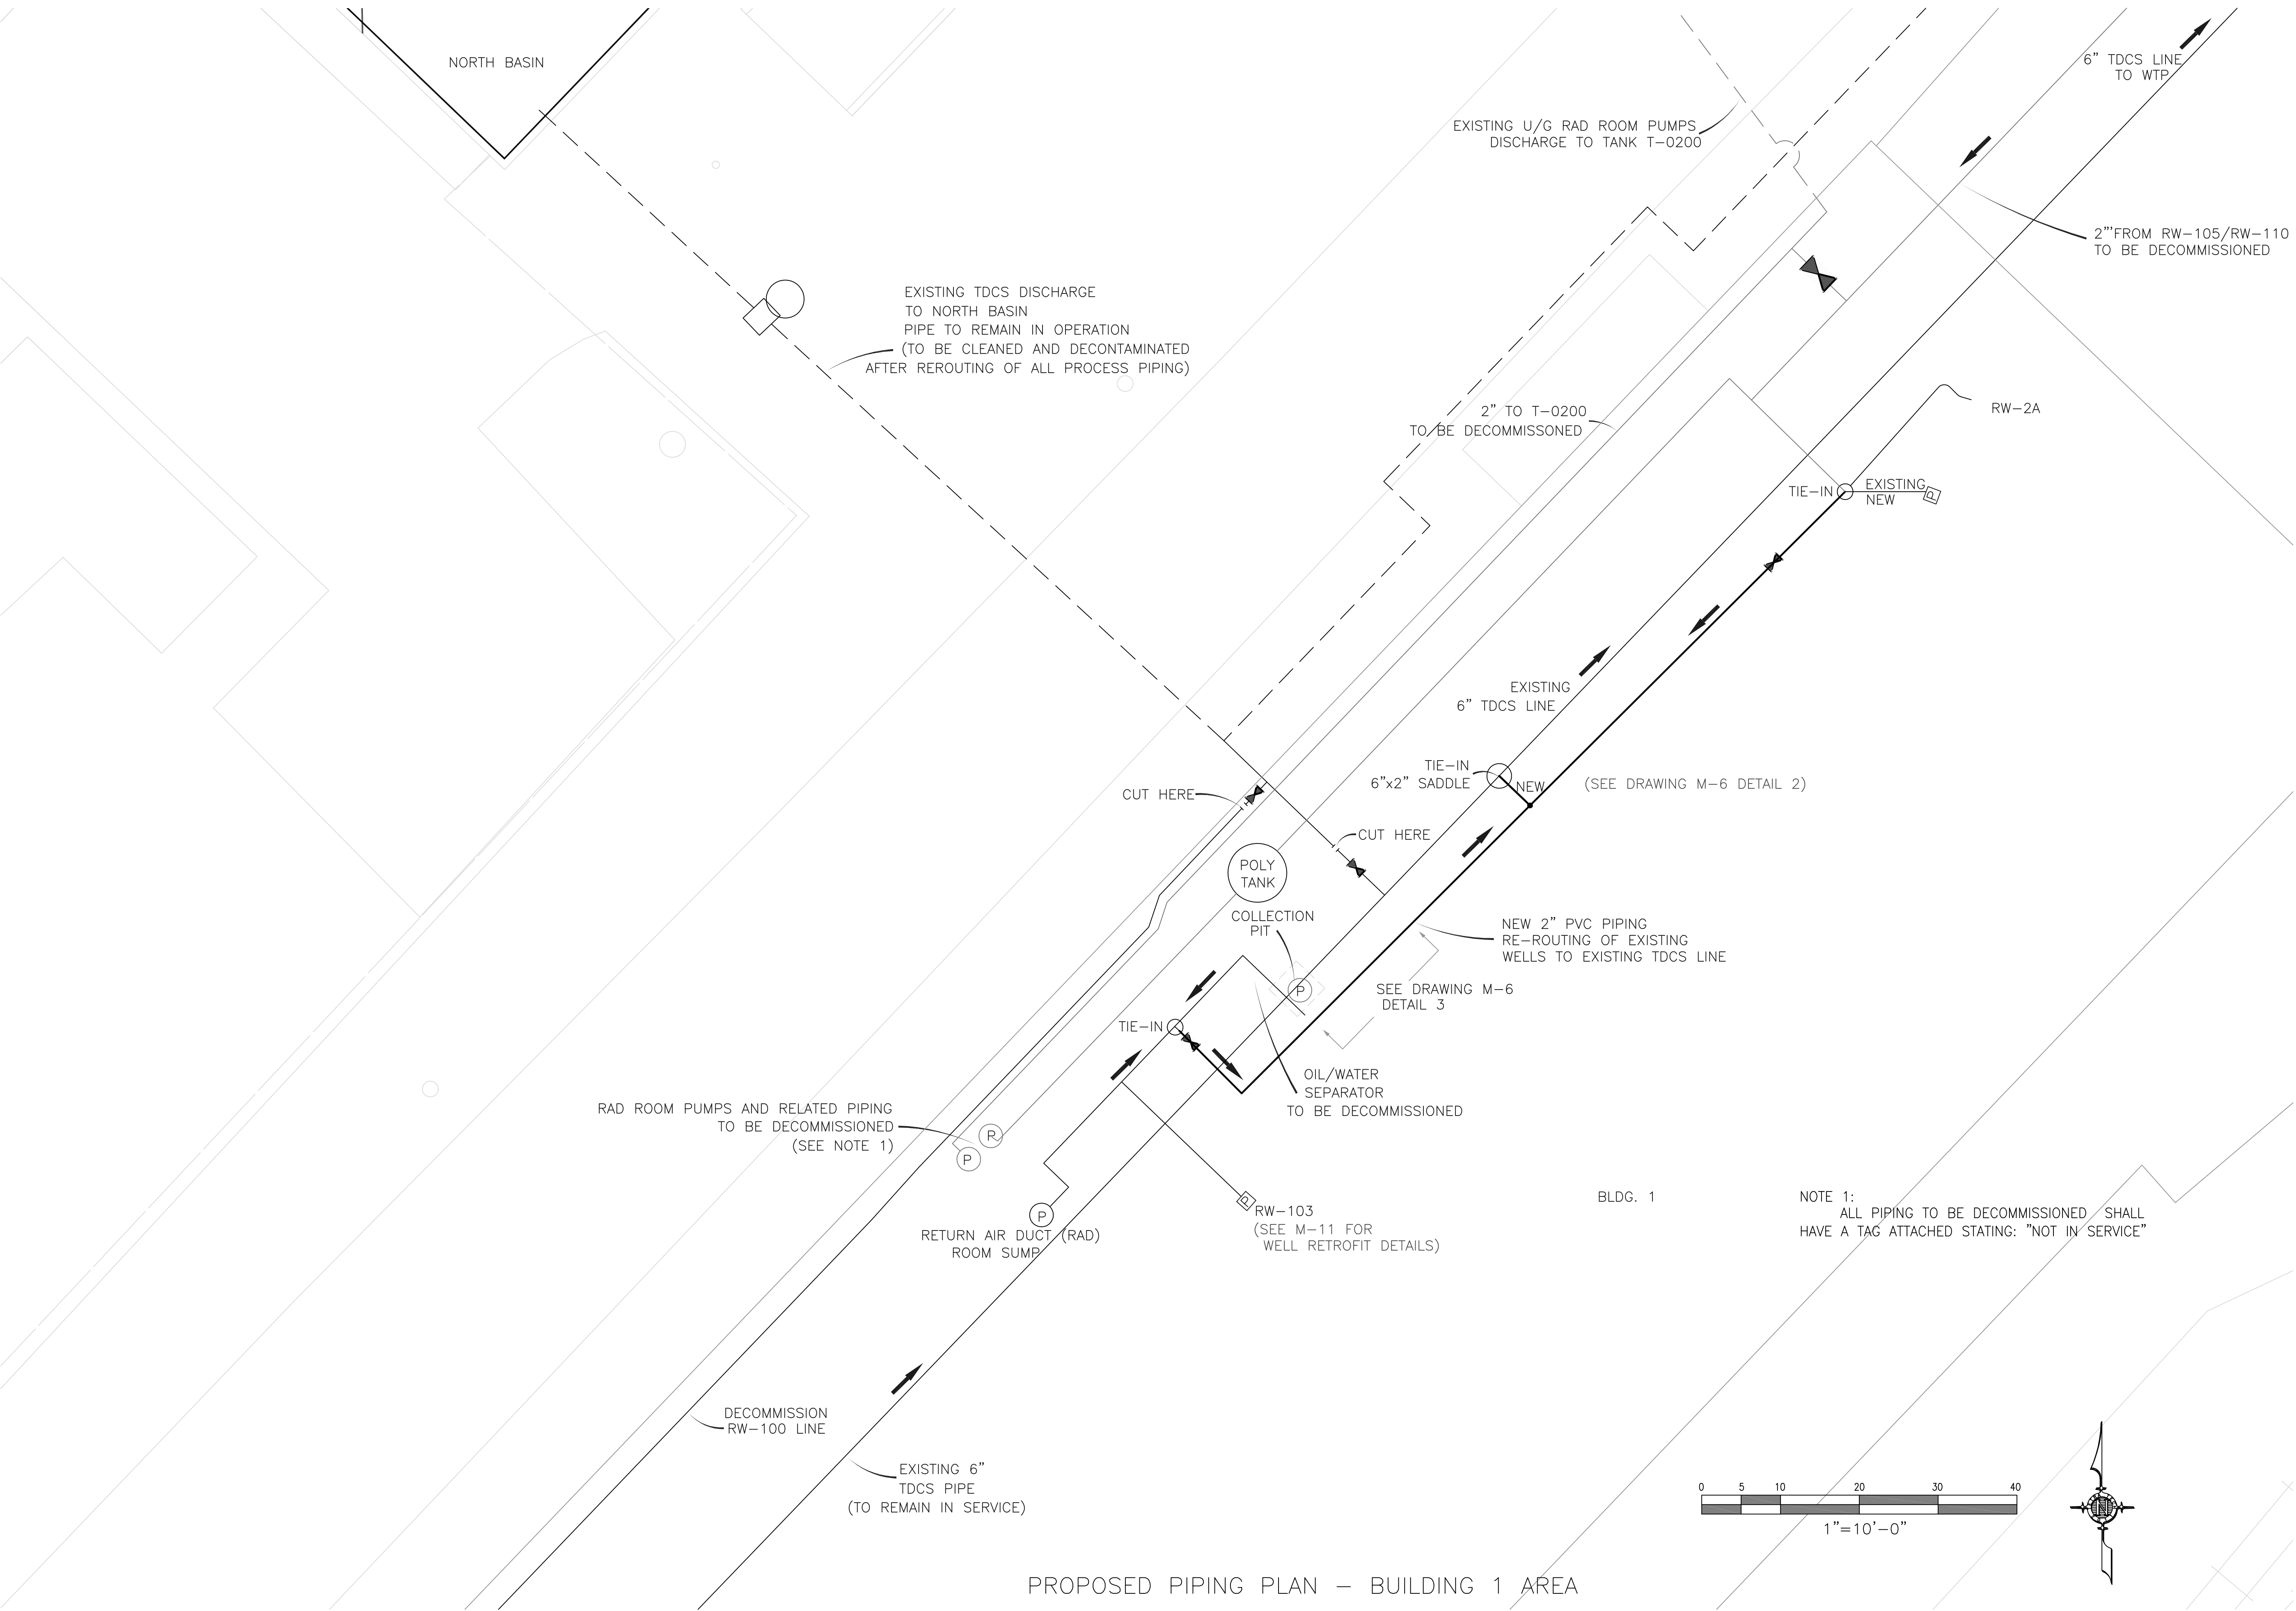 NORTH BASIN
6" TDCS LINE
TO WTP
EXISTING U/G RAD ROOM PUMPS
DISCHARGE TO TANK T-0200
2"'FROM RW-105/RW-110
TO BE DECOMMISSIONED
EXISTING TDCS DISCHARGE
TO NORTH BASIN
PIPE TO REMAIN IN OPERATION
(TO BE CLEANED AND DECONTAMINATED
AFTER REROUTING OF ALL PROCESS PIPING)
2" TO T-0200
TO BE DECOMMISSONED
RW-2A
TIE-IN
EXISTING
NEW
P
EXISTING
6" TDCS LINE
TIE-IN
6"x2" SADDLE
NEW
(SEE DRAWING M-6 DETAIL 2)
CUT HERE
CUT HERE
POLY
TANK
COLLECTION
PIT
P
NEW 2" PVC PIPING
RE-ROUTING OF EXISTING
WELLS TO EXISTING TDCS LINE
SEE DRAWING M-6
DETAIL 3
TIE-IN
OIL/WATER
SEPARATOR
TO BE DECOMMISSIONED
RAD ROOM PUMPS AND RELATED PIPING
TO BE DECOMMISSIONED
(SEE NOTE 1)
R
P
P
RETURN AIR DUCT (RAD)
ROOM SUMP
P
RW-103
(SEE M-11 FOR
WELL RETROFIT DETAILS)
BLDG. 1
NOTE 1:
ALL PIPING TO BE DECOMMISSIONED SHALL
HAVE A TAG ATTACHED STATING: "NOT IN SERVICE"
DECOMMISSION
RW-100 LINE
EXISTING 6"
TDCS PIPE
(TO REMAIN IN SERVICE)
0 5 10 20 30 40
1"=10'-0"
N
PROPOSED PIPING PLAN - BUILDING 1 AREA